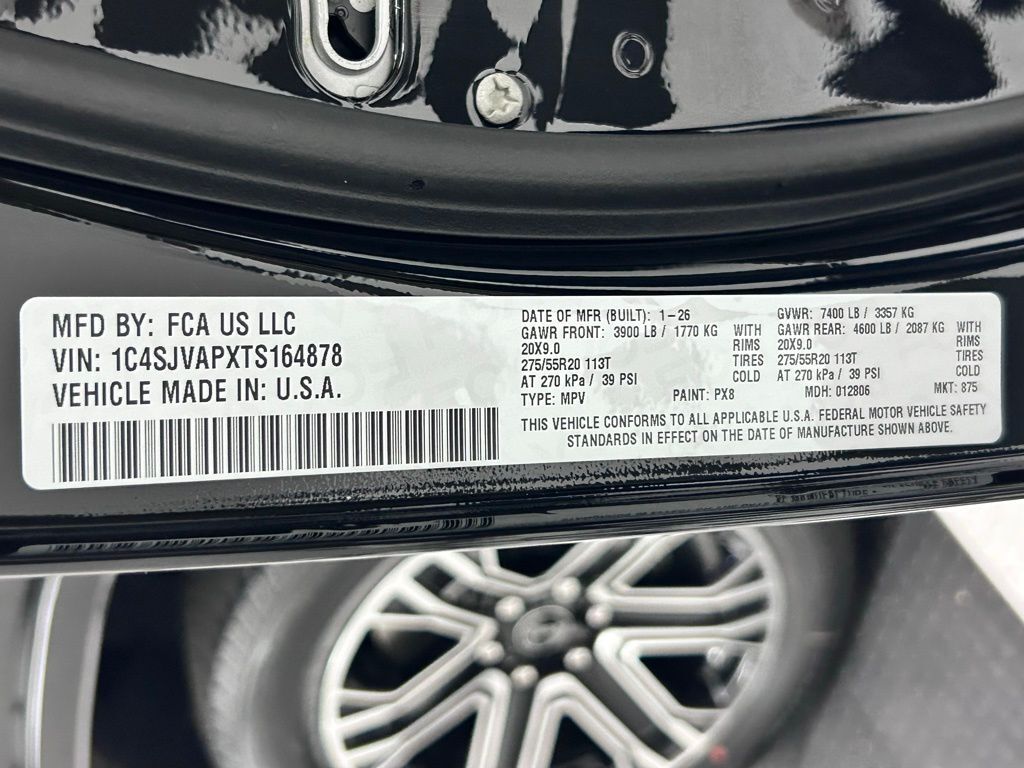 MFD BY: FCA US LLC
VIN: 1C4SJVAPXTS164878
VEHICLE MADE IN: U.S.A.
DATE OF MFR (BUILT): 1-26
GAWR FRONT: 3900 LB / 1770 KG WITH
20X9.0 RIMS
275/55R20 113T TIRES
AT 270 kPa / 39 PSI COLD
TYPE: MPV PAINT: PX8
GVWR: 7400 LB / 3357 KG
GAWR REAR: 4600 LB / 2087 KG WITH
20X9.0 RIMS
275/55R20 113T TIRES
AT 270 kPa / 39 PSI COLD
MDH: 012806 MKT: 875
THIS VEHICLE CONFORMS TO ALL APPLICABLE U.S.A. FEDERAL MOTOR VEHICLE SAFETY
STANDARDS IN EFFECT ON THE DATE OF MANUFACTURE SHOWN ABOVE.